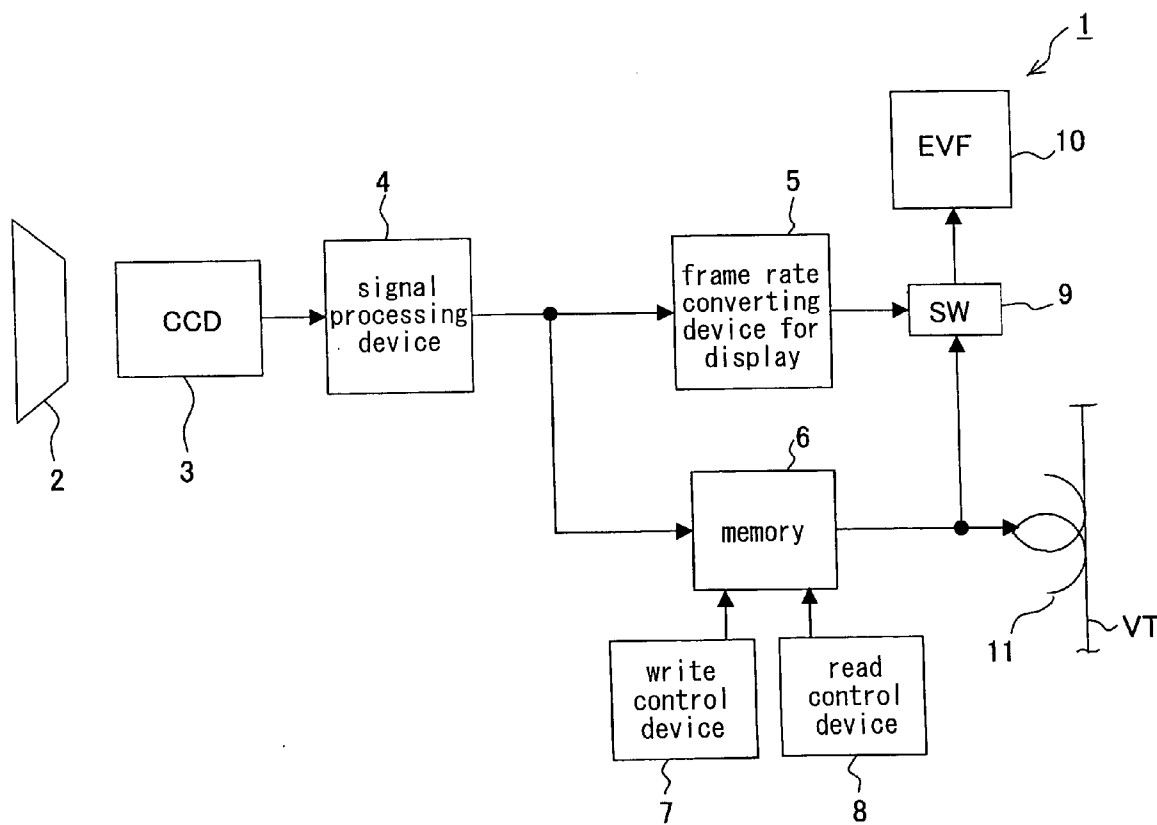 1
EVF
10
4
5
signal
processing
device
frame rate
converting
device for
display
SW
9
CCD
2
3
6
memory
11
VT
write
control
device
read
control
device
7
8